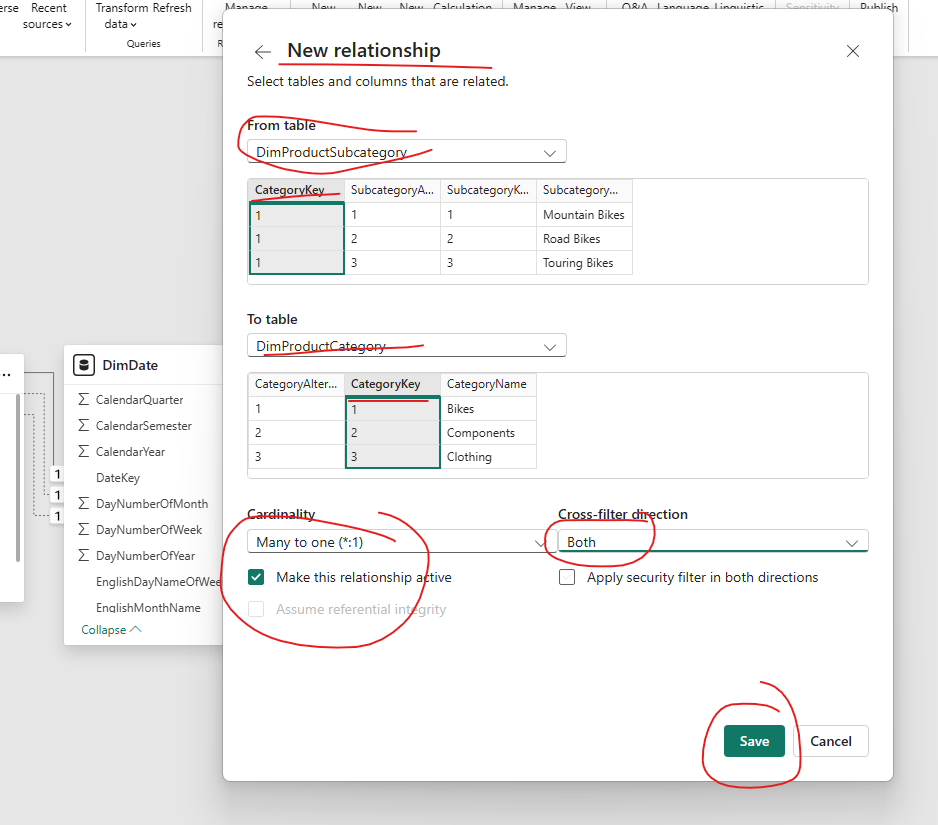 erse Recent Transform Refresh Manage New New New Calculation Manage View Q&A Language Linguistic Sensitivity Publish
sources data re
Queries R
New relationship
Select tables and columns that are related.
From table
DimProductSubcategory
CategoryKey SubcategoryA... SubcategoryK... Subcategory...
1 1 1 Mountain Bikes
1 2 2 Road Bikes
1 3 3 Touring Bikes
To table
DimProductCategory
CategoryAlter... CategoryKey CategoryName
1 1 Bikes
2 2 Components
3 3 Clothing
Cardinality Cross-filter direction
Many to one (*:1) Both
Make this relationship active Apply security filter in both directions
Assume referential integrity
Save Cancel
...
DimDate
CalendarQuarter
CalendarSemester
CalendarYear
1 DateKey
1 DayNumberOfMonth
1 DayNumberOfWeek
DayNumberOfYear
EnglishDayNameOfWee
EnglishMonthName
Collapse